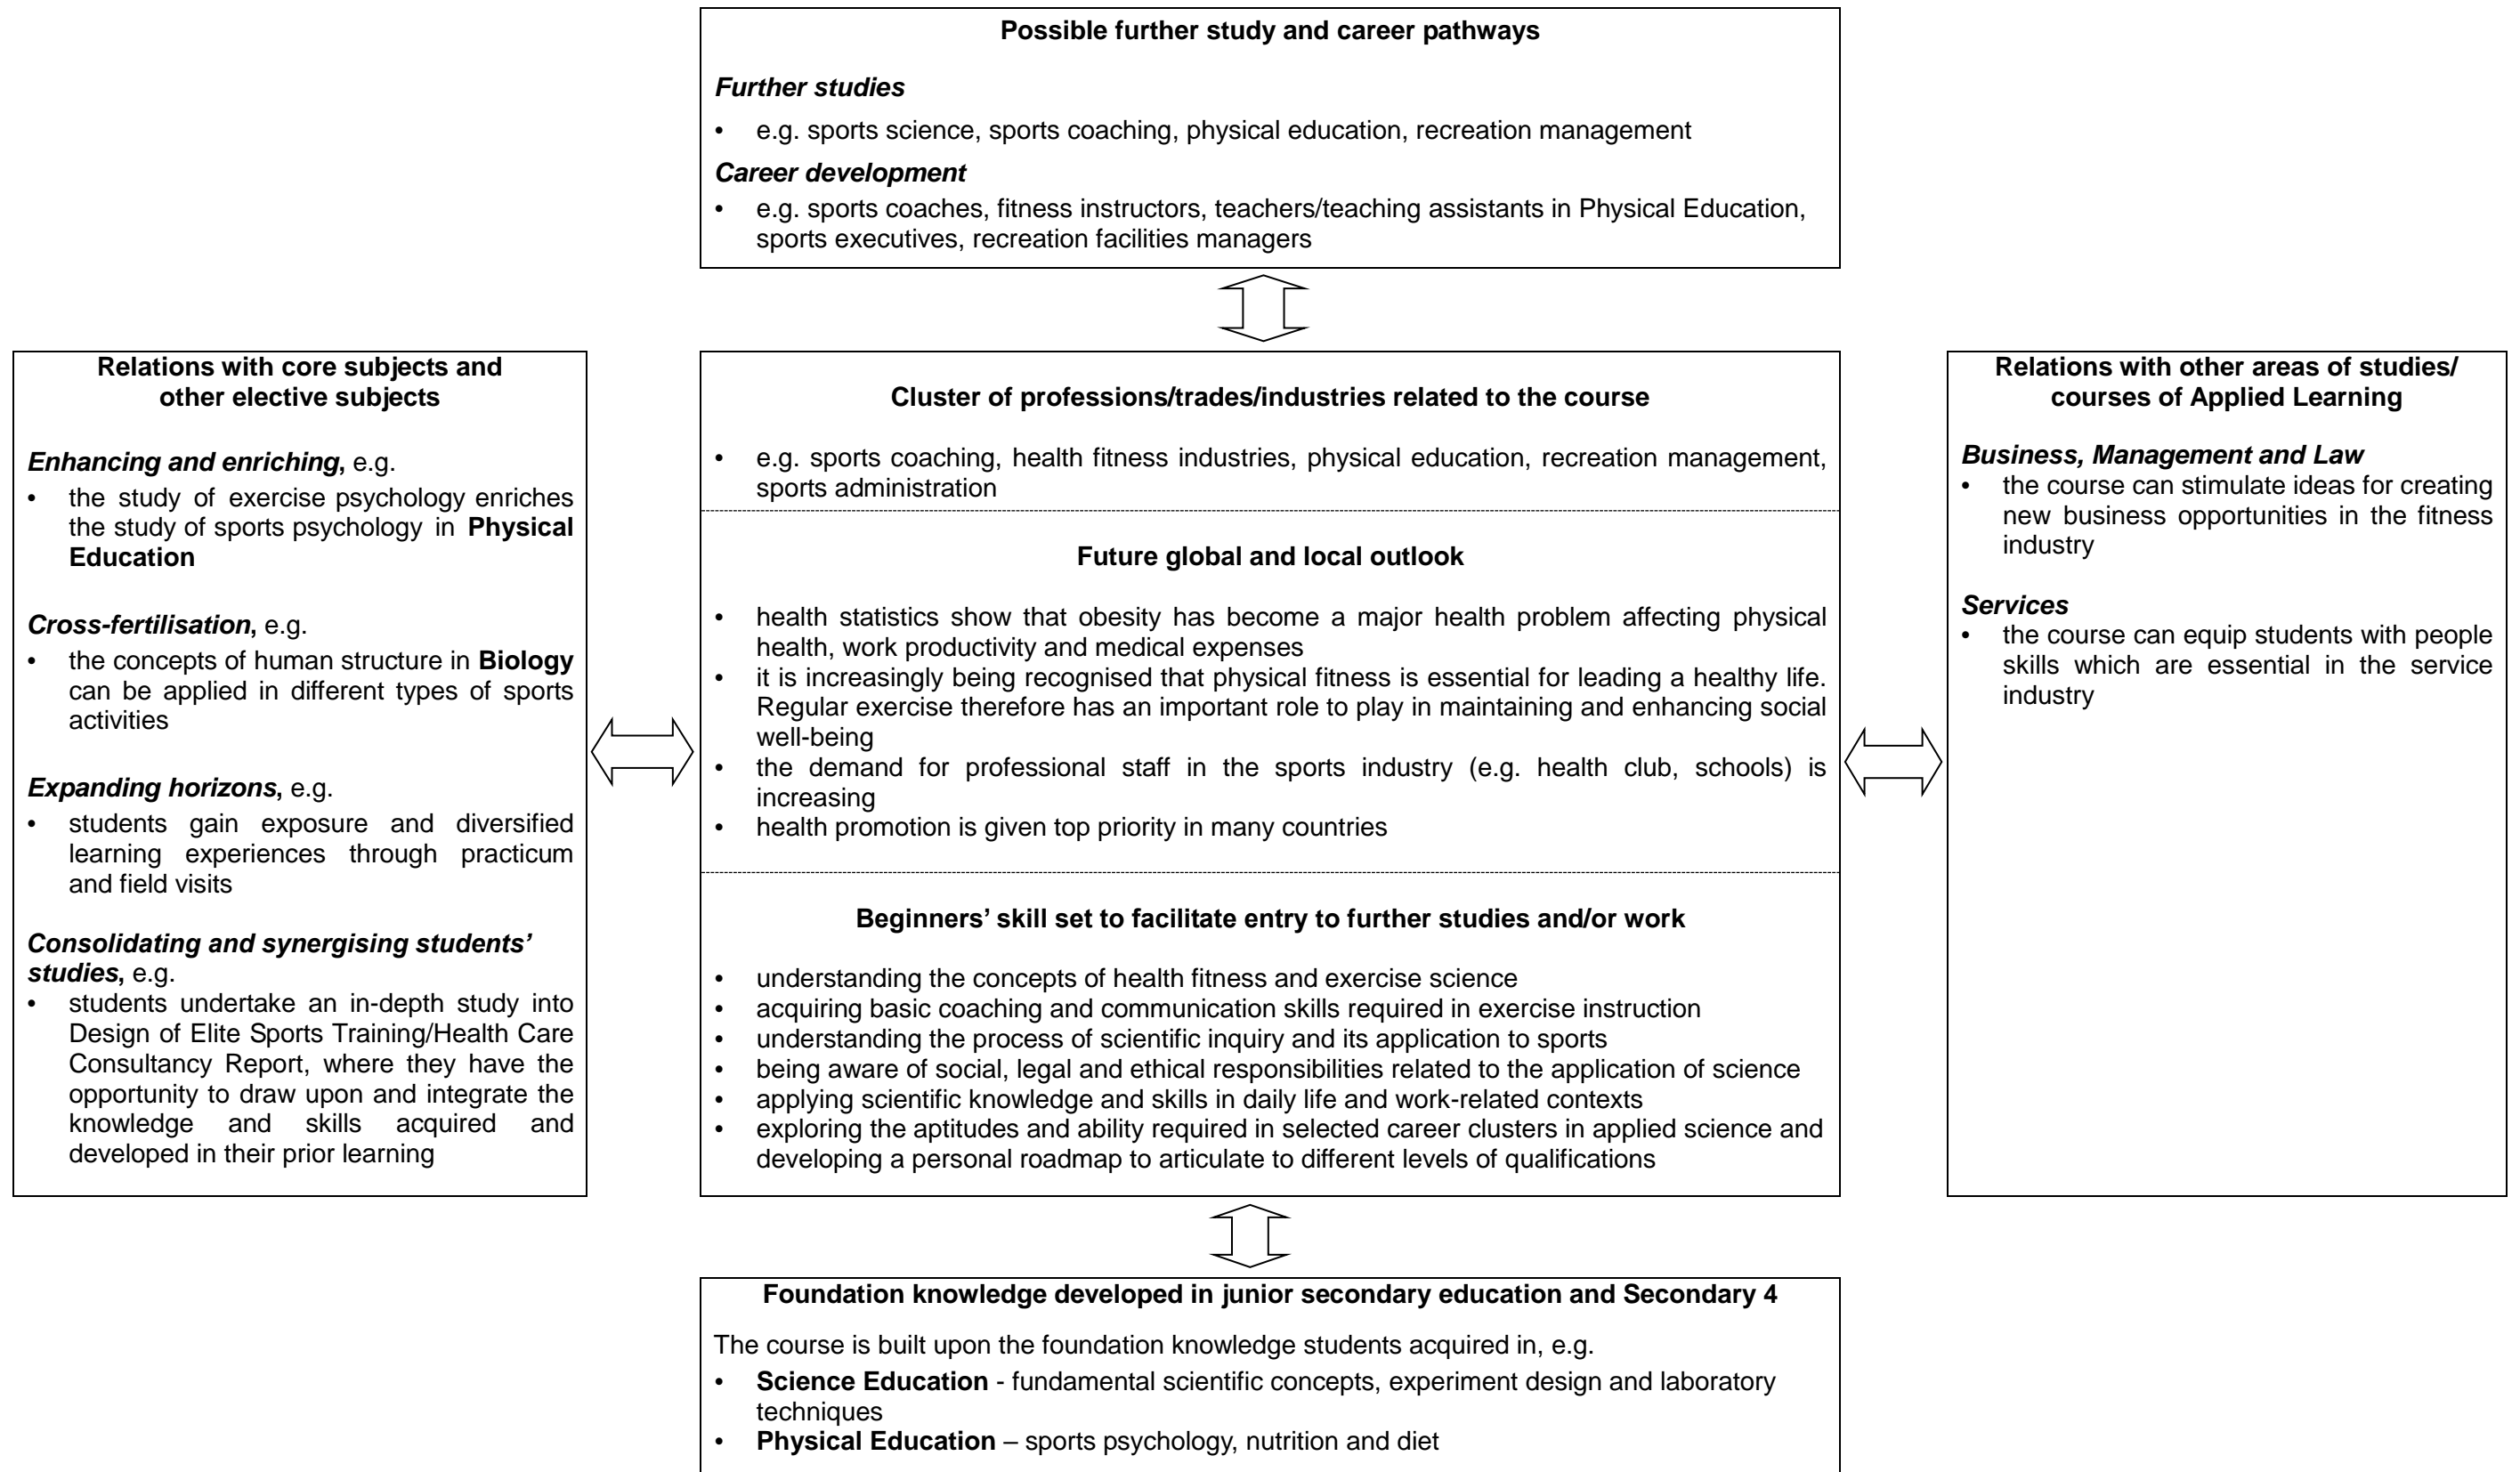 Possible further study and career pathways
Further studies
• e.g. sports science, sports coaching, physical education, recreation management
Career development
• e.g. sports coaches, fitness instructors, teachers/teaching assistants in Physical Education,
sports executives, recreation facilities managers
Relations with core subjects and
other elective subjects
Enhancing and enriching, e.g.
• the study of exercise psychology enriches
the study of sports psychology in Physical
Education
Cross-fertilisation, e.g.
• the concepts of human structure in Biology
can be applied in different types of sports
activities
Expanding horizons, e.g.
• students gain exposure and diversified
learning experiences through practicum
and field visits
Consolidating and synergising students’
studies, e.g.
• students undertake an in-depth study into
Design of Elite Sports Training/Health Care
Consultancy Report, where they have the
opportunity to draw upon and integrate the
knowledge and skills acquired and
developed in their prior learning
Cluster of professions/trades/industries related to the course
• e.g. sports coaching, health fitness industries, physical education, recreation management,
sports administration
Future global and local outlook
• health statistics show that obesity has become a major health problem affecting physical
health, work productivity and medical expenses
• it is increasingly being recognised that physical fitness is essential for leading a healthy life.
Regular exercise therefore has an important role to play in maintaining and enhancing social
well-being
• the demand for professional staff in the sports industry (e.g. health club, schools) is
increasing
• health promotion is given top priority in many countries
Beginners’ skill set to facilitate entry to further studies and/or work
• understanding the concepts of health fitness and exercise science
• acquiring basic coaching and communication skills required in exercise instruction
• understanding the process of scientific inquiry and its application to sports
• being aware of social, legal and ethical responsibilities related to the application of science
• applying scientific knowledge and skills in daily life and work-related contexts
• exploring the aptitudes and ability required in selected career clusters in applied science and
developing a personal roadmap to articulate to different levels of qualifications
Relations with other areas of studies/
courses of Applied Learning
Business, Management and Law
• the course can stimulate ideas for creating
new business opportunities in the fitness
industry
Services
• the course can equip students with people
skills which are essential in the service
industry
Foundation knowledge developed in junior secondary education and Secondary 4
The course is built upon the foundation knowledge students acquired in, e.g.
• Science Education - fundamental scientific concepts, experiment design and laboratory
techniques
• Physical Education – sports psychology, nutrition and diet